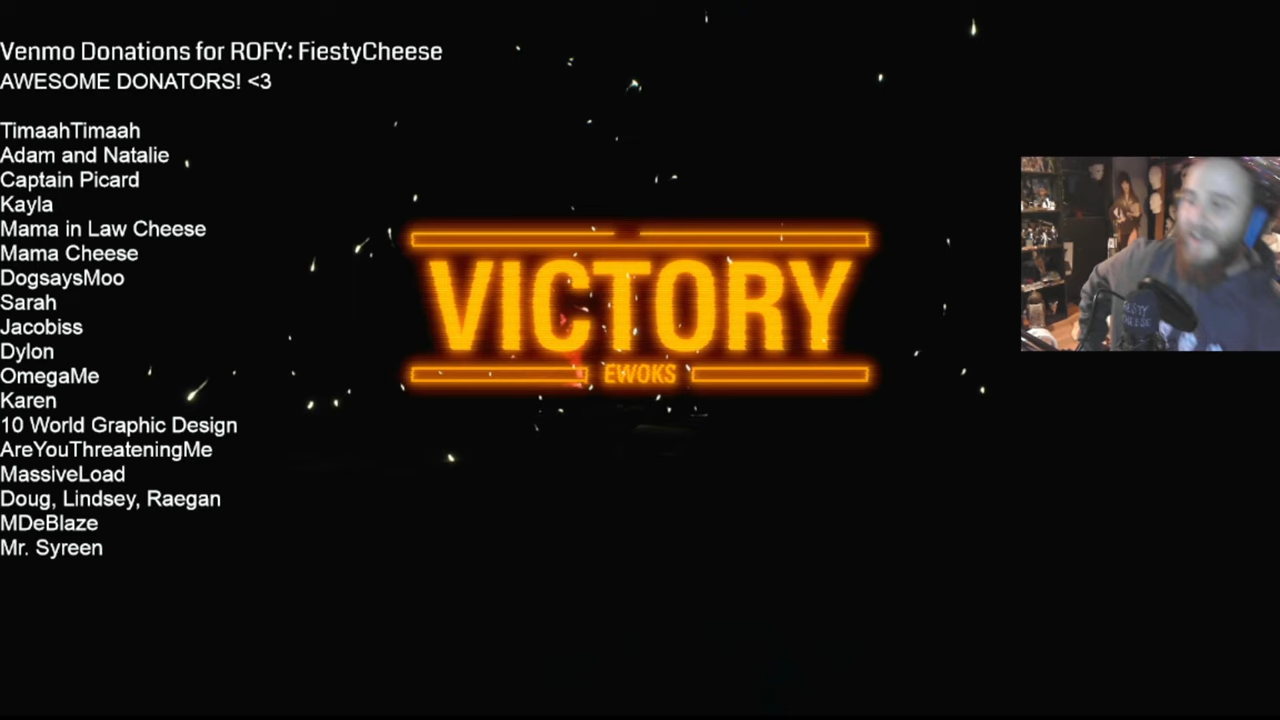 Venmo Donations for ROFY: FiestyCheese
AWESOME DONATORS! <3
TimaahTimaah
Adam and Natalie
Captain Picard
Kayla
Mama in Law Cheese
Mama Cheese
DogsaysMoo
Sarah
Jacobiss
Dylon
OmegaMe
Karen
10 World Graphic Design
AreYouThreateningMe
MassiveLoad
Doug, Lindsey, Raegan
MDeBlaze
Mr. Syreen
VICTORY
EWOKS